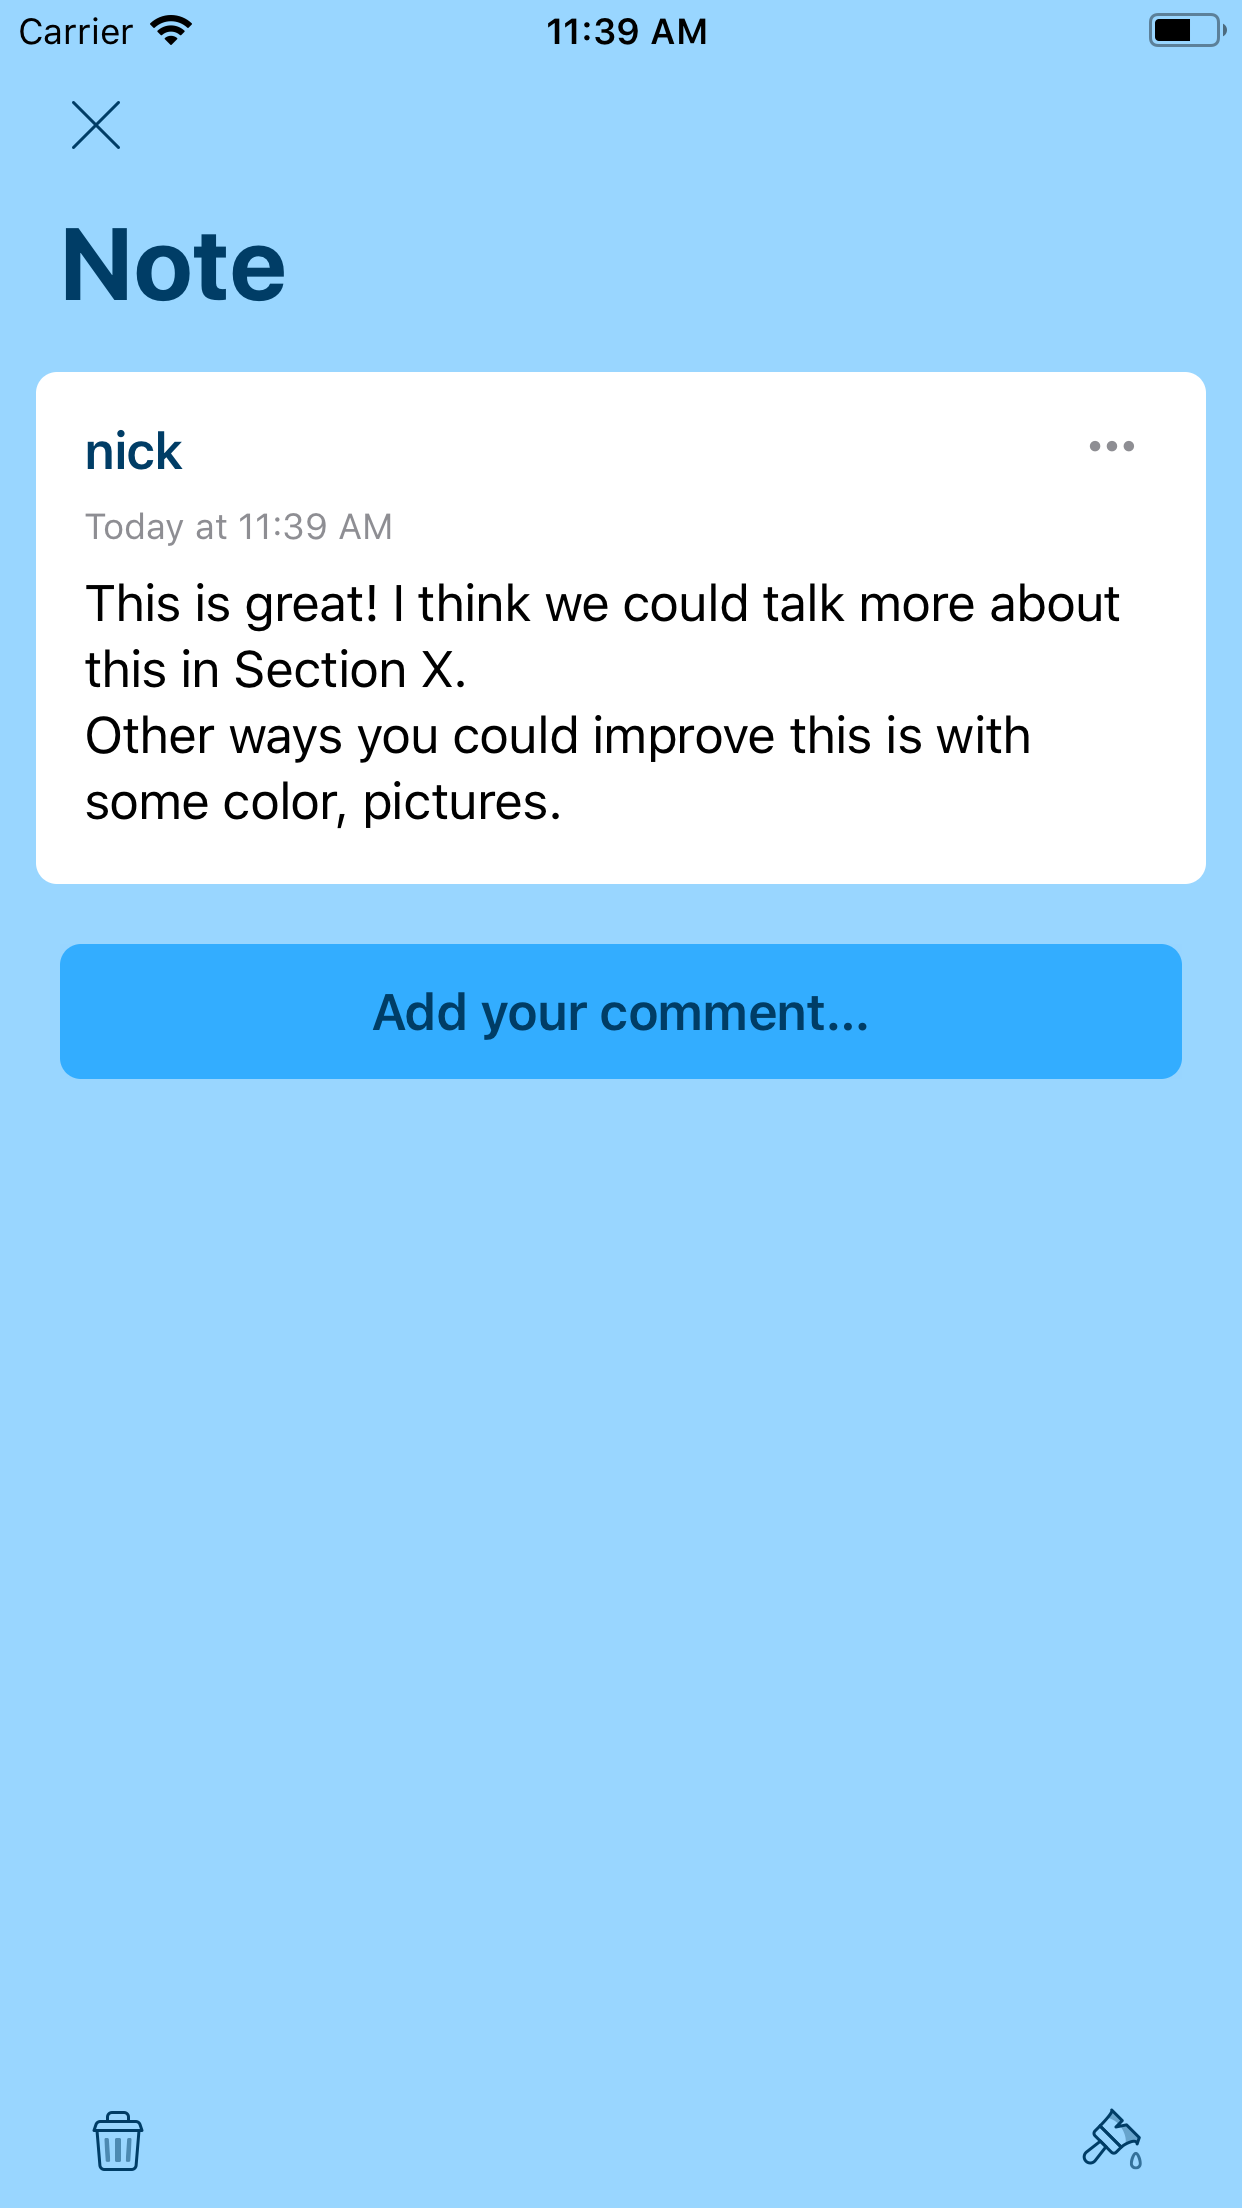 Carrier 11:39 AM
Note
nick
Today at 11:39 AM
This is great! I think we could talk more about
this in Section X.
Other ways you could improve this is with
some color, pictures.
Add your comment...